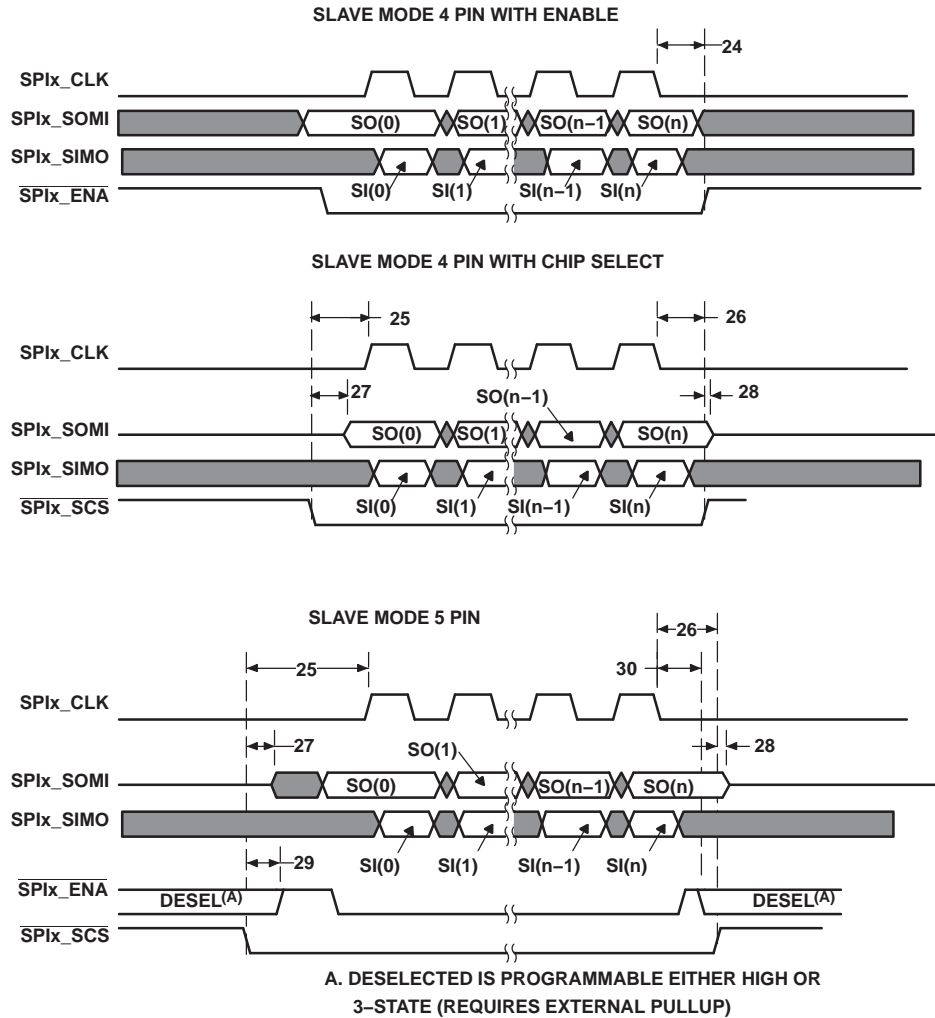 SLAVE MODE 4 PIN WITH ENABLE
24
SPIx_CLK
SPIx_SOMI
SO(0) SO(1) SO(n−1 SO(n)
SPIx_SIMO
SI(0) SI(1) SI(n−1) SI(n)
SPIx_ENA
SLAVE MODE 4 PIN WITH CHIP SELECT
25 26
SPIx_CLK
27 SO(n−1) 28
SPIx_SOMI
SO(0) SO(1) SO(n)
SPIx_SIMO
SI(0) SI(1) SI(n−1) SI(n)
SPIx_SCS
SLAVE MODE 5 PIN
26
25 30
SPIx_CLK
27 SO(1) 28
SPIx_SOMI
SO(0) SO(n−1) SO(n)
SPIx_SIMO
29 SI(0) SI(1) SI(n−1) SI(n)
SPIx_ENA
DESEL(A) DESEL(A)
SPIx_SCS
A. DESELECTED IS PROGRAMMABLE EITHER HIGH OR
3−STATE (REQUIRES EXTERNAL PULLUP)